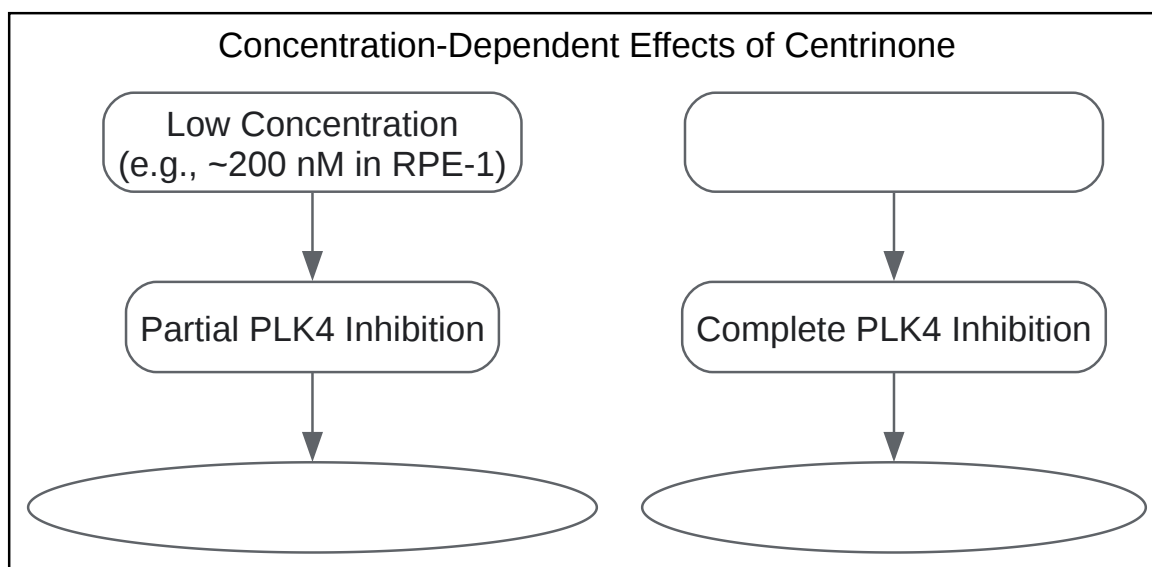 Concentration-Dependent Effects of Centrinone
Low Concentration
(e.g., ~200 nM in RPE-1)
Partial PLK4 Inhibition
Complete PLK4 Inhibition